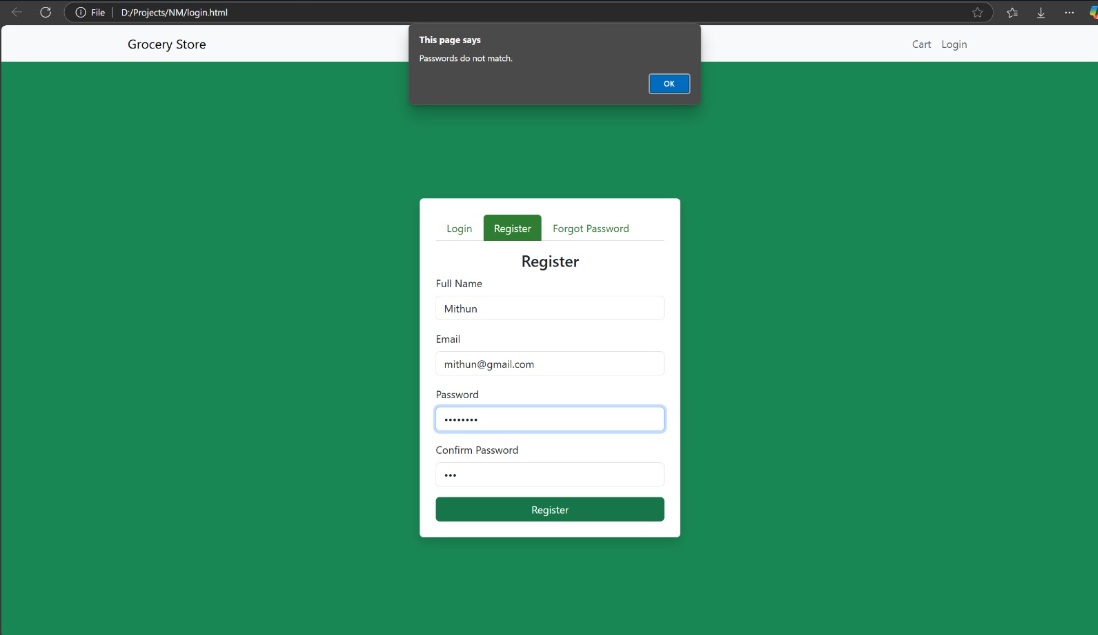 File D:/Projects/NM/login.html
Grocery Store
Cart Login
This page says
Passwords do not match.
OK
Login Register Forgot Password
Register
Full Name
Mithun
Email
mithun@gmail.com
Password
••••••••
Confirm Password
•••
Register